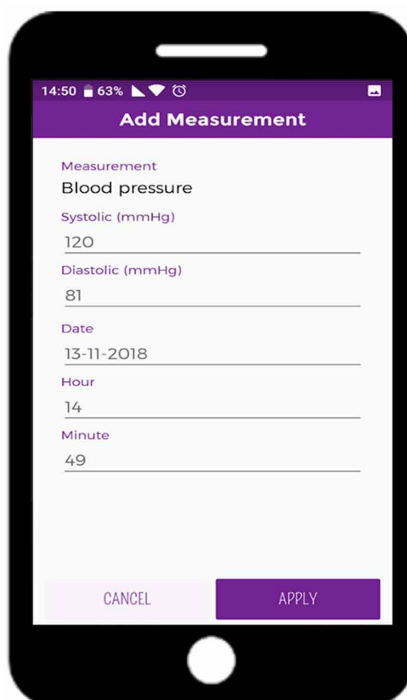 14:50 63%
Add Measurement
Measurement
Blood pressure
Systolic (mmHg)
120
Diastolic (mmHg)
81
Date
13-11-2018
Hour
14
Minute
49
CANCEL APPLY